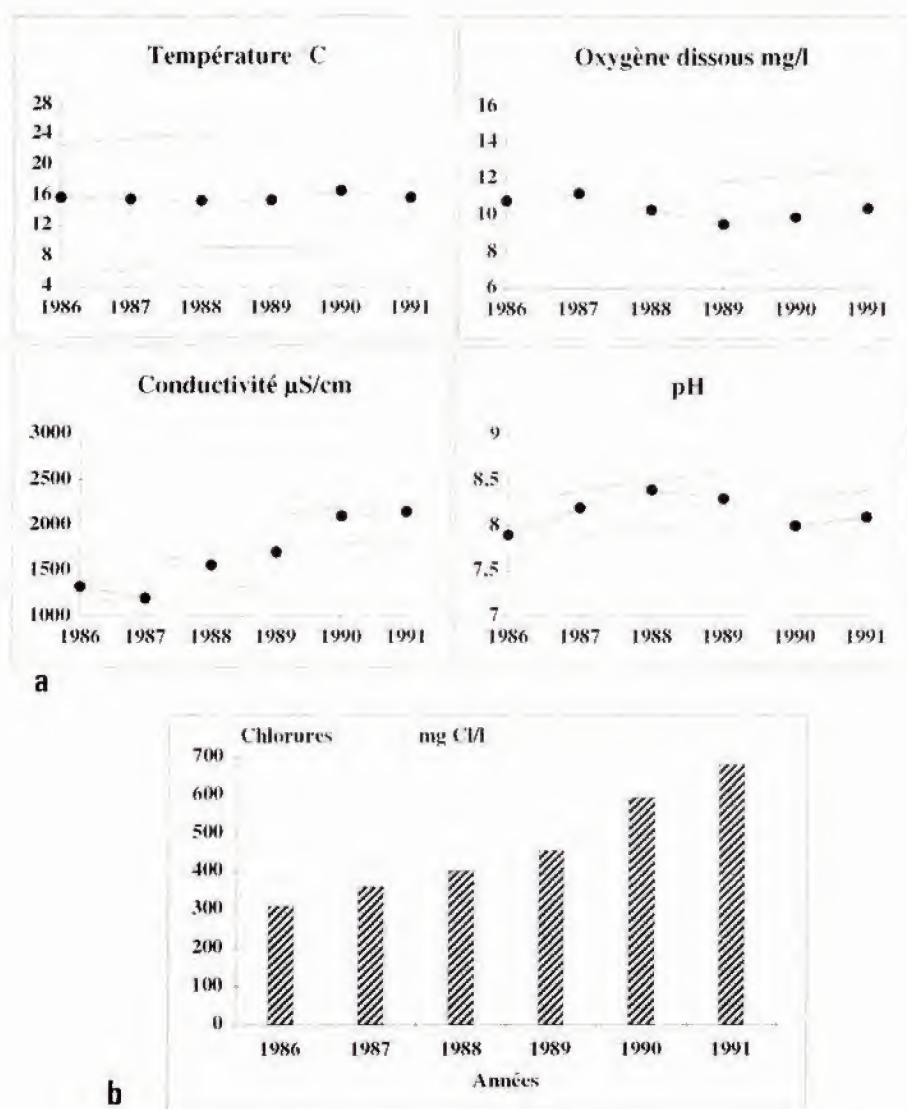 Température C
28
24
20
16
12
8
4
1986 1987 1988 1989 1990 1991
Oxygène dissous mg/l
16
14
12
10
8
6
1986 1987 1988 1989 1990 1991
Conductivité µS/cm
3000
2500
2000
1500
1000
1986 1987 1988 1989 1990 1991
pH
9
8.5
8
7.5
7
1986 1987 1988 1989 1990 1991
a
Chlorures mg Cl/l
700
600
500
400
300
200
100
0
1986 1987 1988 1989 1990 1991
Années
b